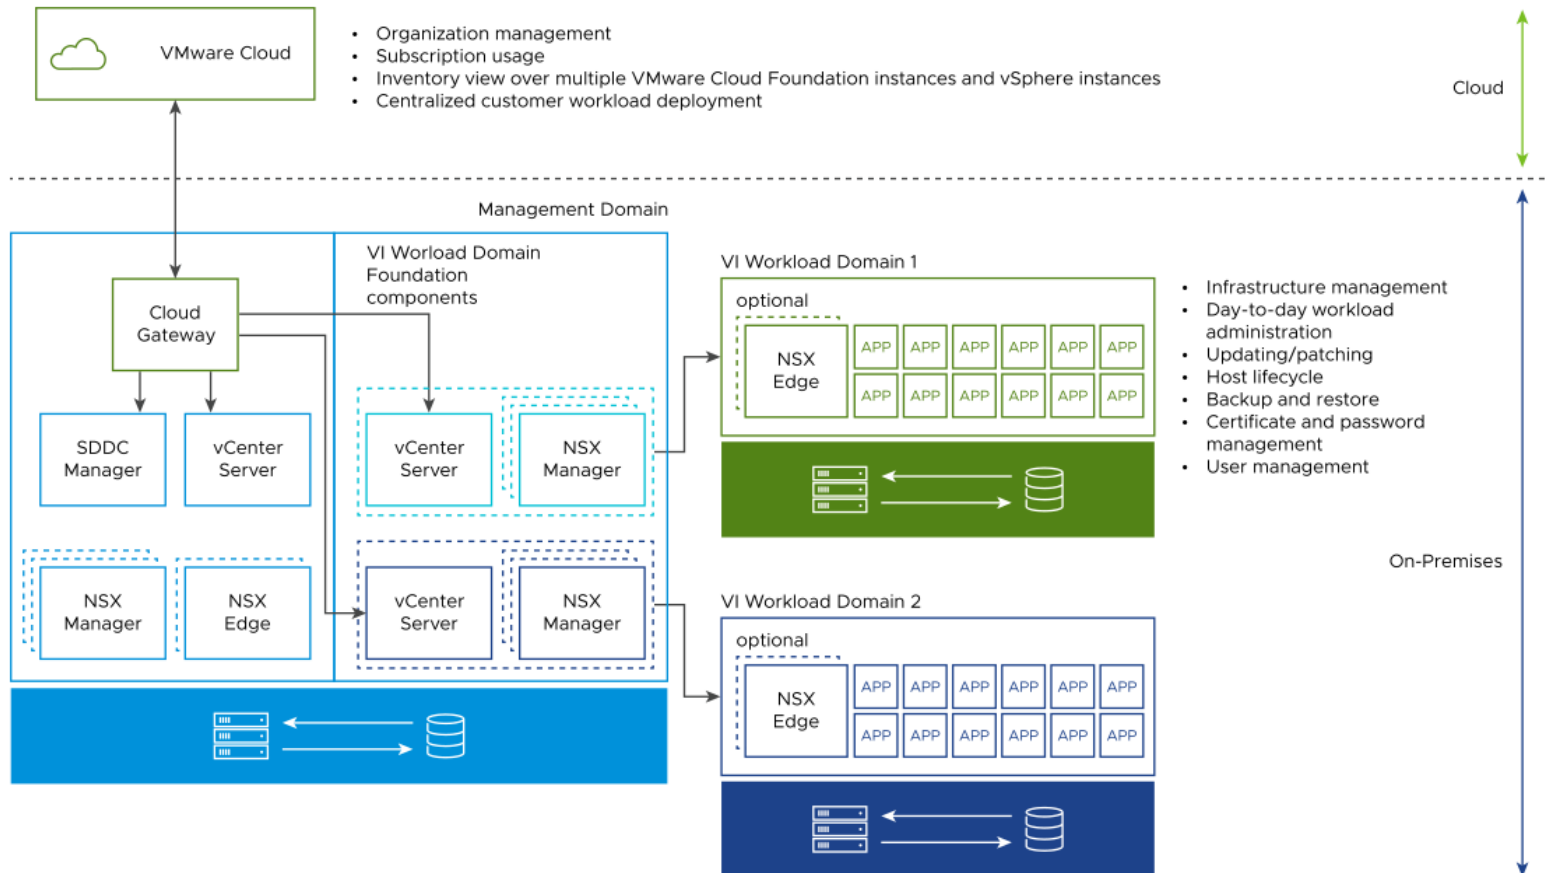 VMware Cloud
• Organization management
• Subscription usage
• Inventory view over multiple VMware Cloud Foundation instances and vSphere instances
• Centralized customer workload deployment
Cloud
Management Domain
VI Worload Domain
Foundation
components
Cloud
Gateway
SDDC
Manager
vCenter
Server
vCenter
Server
NSX
Manager
NSX
Manager
NSX
Edge
vCenter
Server
NSX
Manager
VI Workload Domain 1
optional
NSX
Edge
APP APP APP APP APP APP
APP APP APP APP APP APP
• Infrastructure management
• Day-to-day workload
administration
• Updating/patching
• Host lifecycle
• Backup and restore
• Certificate and password
management
• User management
On-Premises
VI Workload Domain 2
optional
NSX
Edge
APP APP APP APP APP APP
APP APP APP APP APP APP